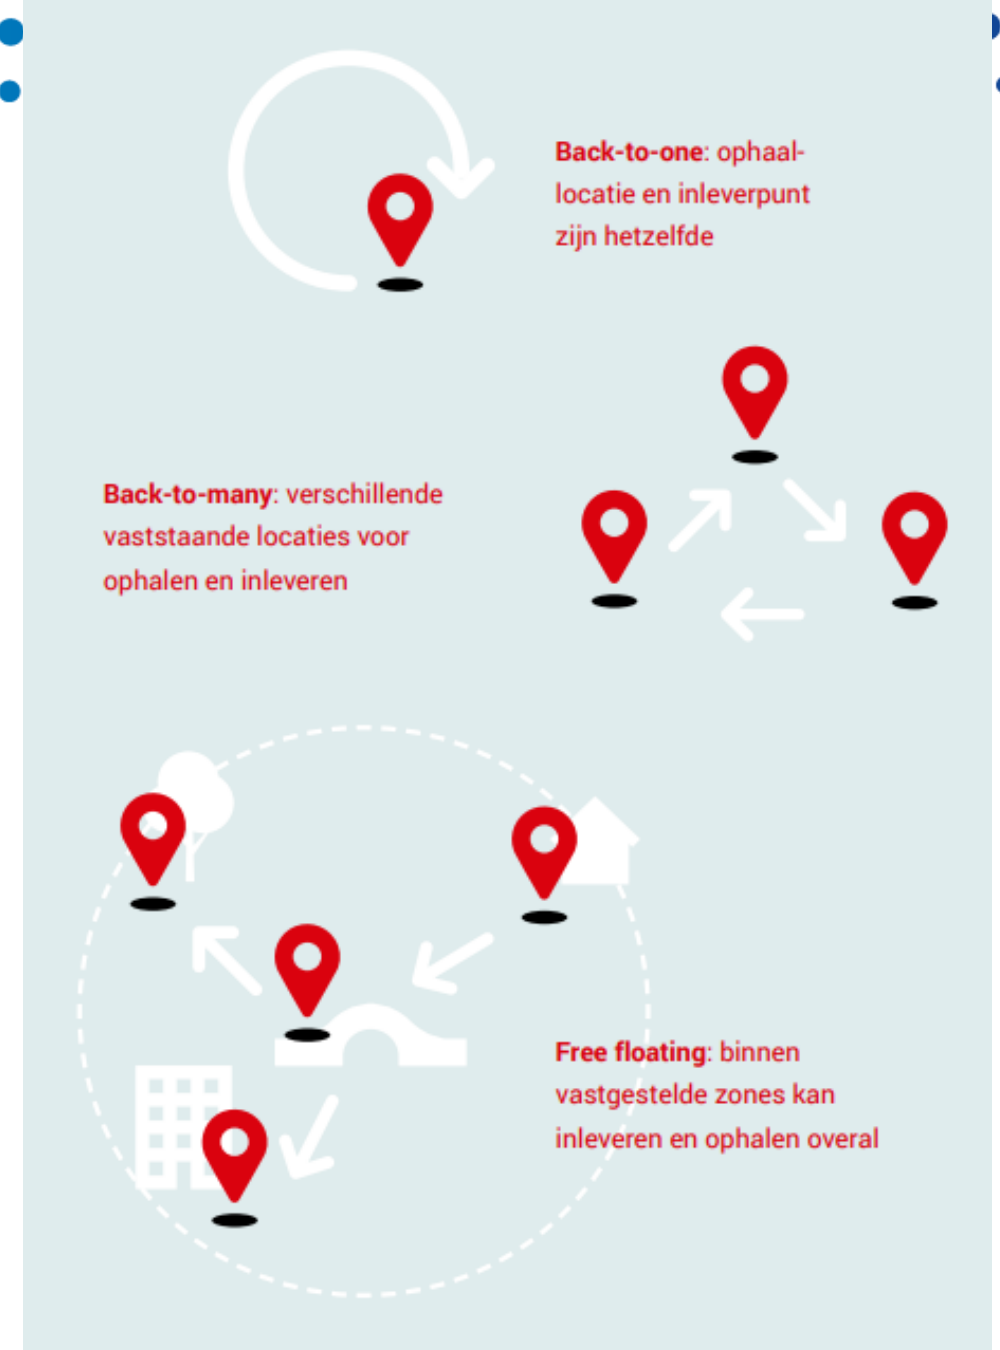 Back-to-one: ophaal-
locatie en inleverpunt
zijn hetzelfde
Back-to-many: verschillende
vaststaande locaties voor
ophalen en inleveren
Free floating: binnen
vastgestelde zones kan
inleveren en ophalen overal